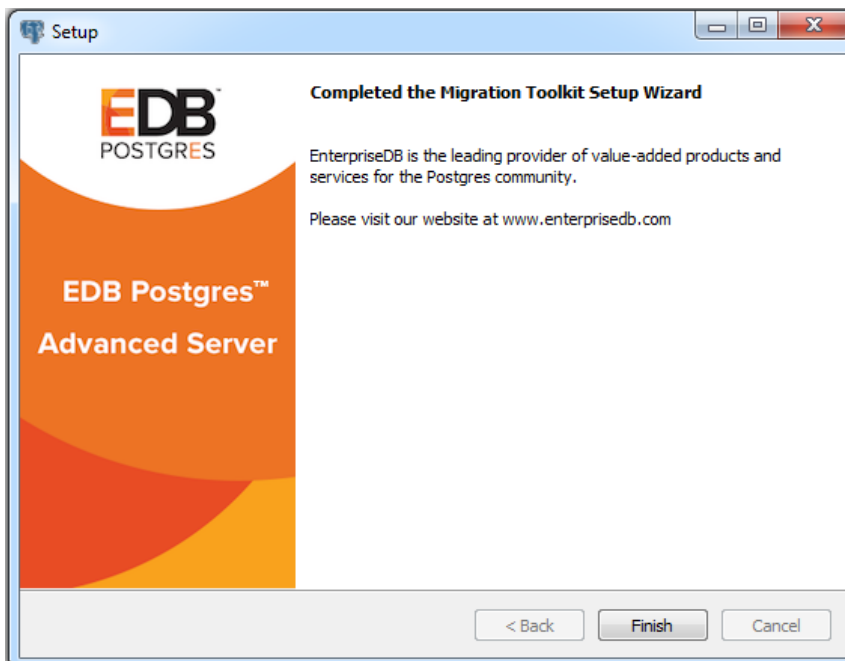 Setup
EDB™
POSTGRES
EDB Postgres™
Advanced Server
Completed the Migration Toolkit Setup Wizard
EnterpriseDB is the leading provider of value-added products and
services for the Postgres community.
Please visit our website at www.enterprisedb.com
< Back
Finish
Cancel